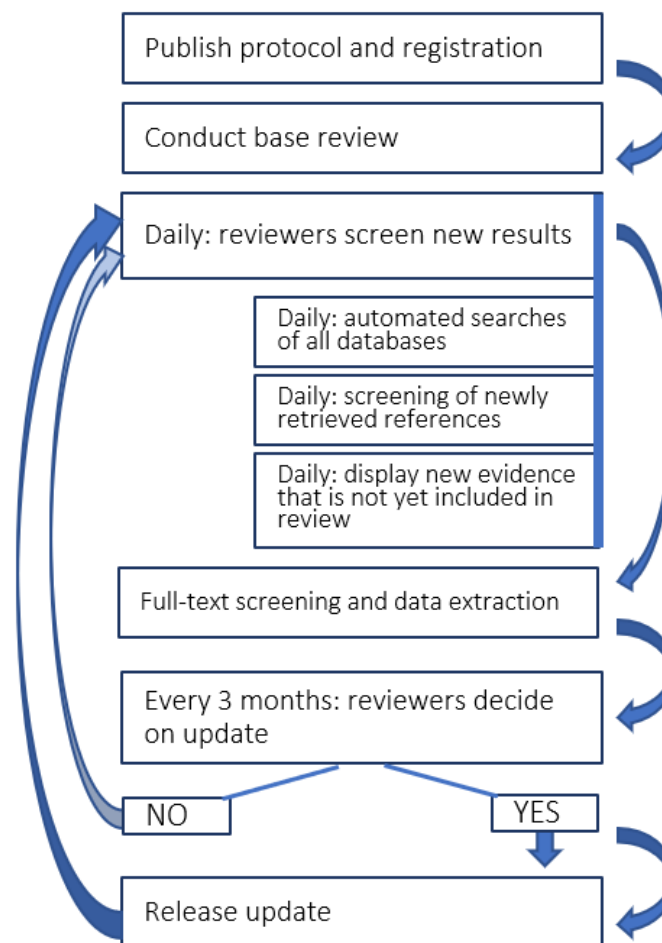 Publish protocol and registration
Conduct base review
Daily: reviewers screen new results
Daily: automated searches
of all databases
Daily: screening of newly
retrieved references
Daily: display new evidence
that is not yet included in
review
Full-text screening and data extraction
Every 3 months: reviewers decide
on update
NO
YES
Release update